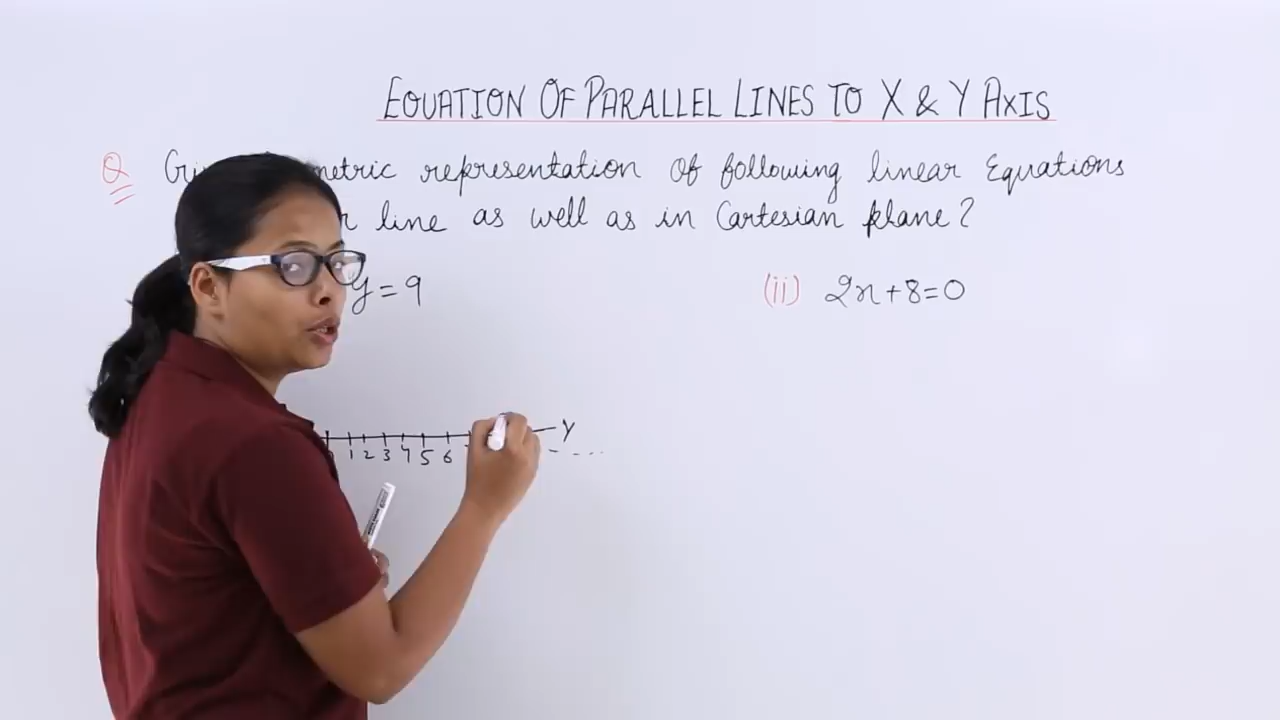 EQUATION OF PARALLEL LINES TO X & Y AXIS
Q metric representation of following linear Equations
line as well as in Cartesian plane?
y = 9
(ii) 2x+8=0
Y
1 2 3 4 5 6